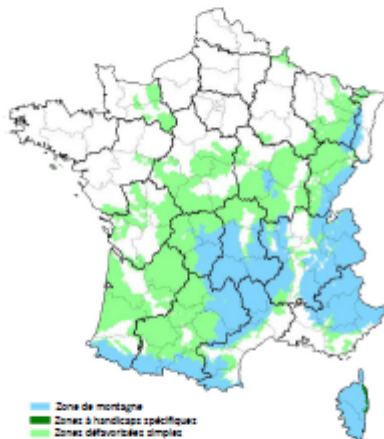 Zone de montagne
Zones à handicaps spécifiques
Zones défavorisées simples